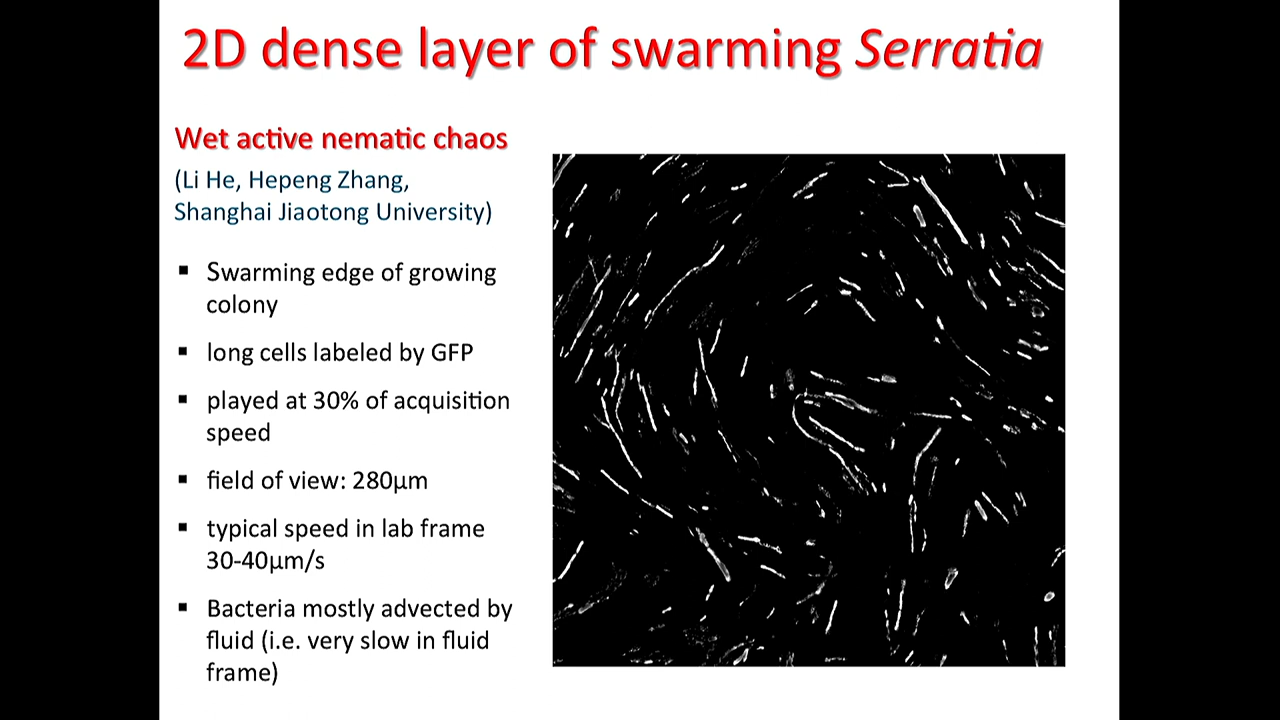 2D dense layer of swarming Serratia
Wet active nematic chaos
(Li He, Hepeng Zhang,
Shanghai Jiaotong University)
▪ Swarming edge of growing
colony
▪ long cells labeled by GFP
▪ played at 30% of acquisition
speed
▪ field of view: 280μm
▪ typical speed in lab frame
30-40μm/s
▪ Bacteria mostly advected by
fluid (i.e. very slow in fluid
frame)